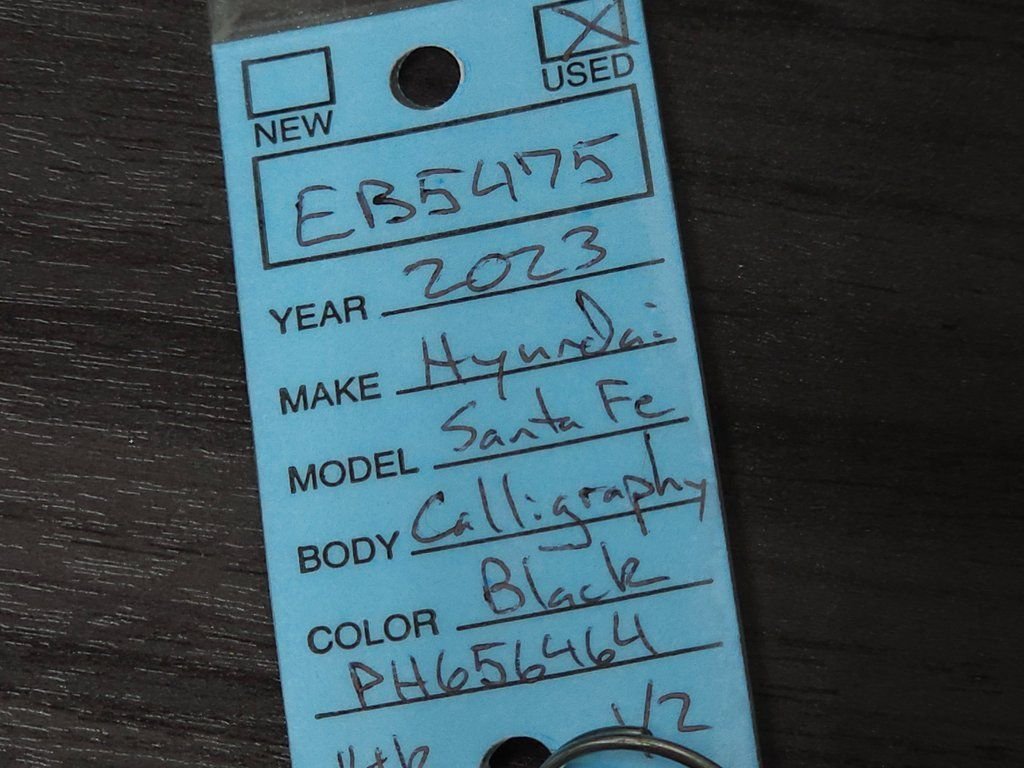 NEW X USED
EB5475
YEAR 2023
MAKE Hyundai
MODEL Santa Fe
BODY Calligraphy
COLOR Black
PH656464
1/2